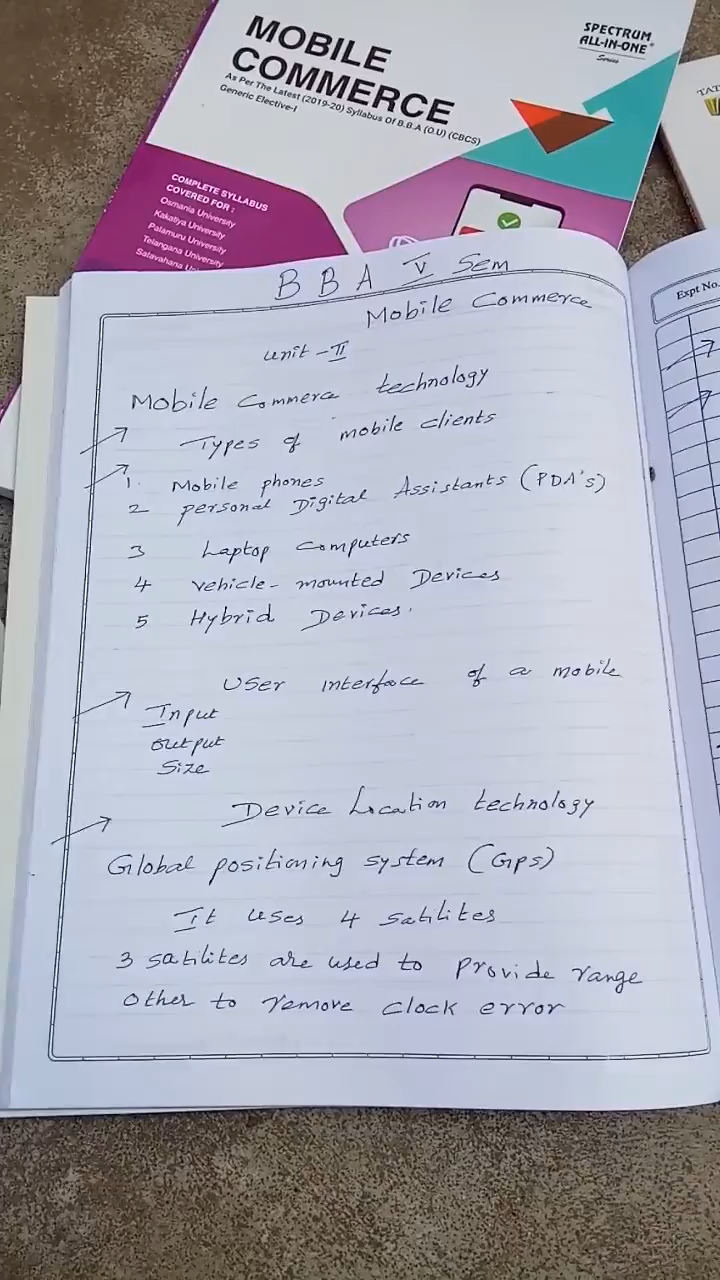 MOBILE
COMMERCE
SPECTRUM
ALL-IN-ONE
Series
As Per The Latest (2019-20) Syllabus Of B.B.A (O.U) (CBCS)
Generic Elective-I
COMPLETE SYLLABUS
COVERED FOR :
Osmania University
Kakatiya University
Palamuru University
Telangana University
Satavahana
BBA V Sem
Mobile Commerce
unit - II
Mobile Commerce technology
Types of mobile clients
1. Mobile phones
2 personal Digital Assistants (PDA's)
3 Laptop Computers
4 vehicle-mounted Devices
5 Hybrid Devices.
User interface of a mobile
Input
output
Size
Device Location technology
Global positioning system (GPS)
It uses 4 satilites
3 satilites are used to provide range
other to remove clock error
Expt No.